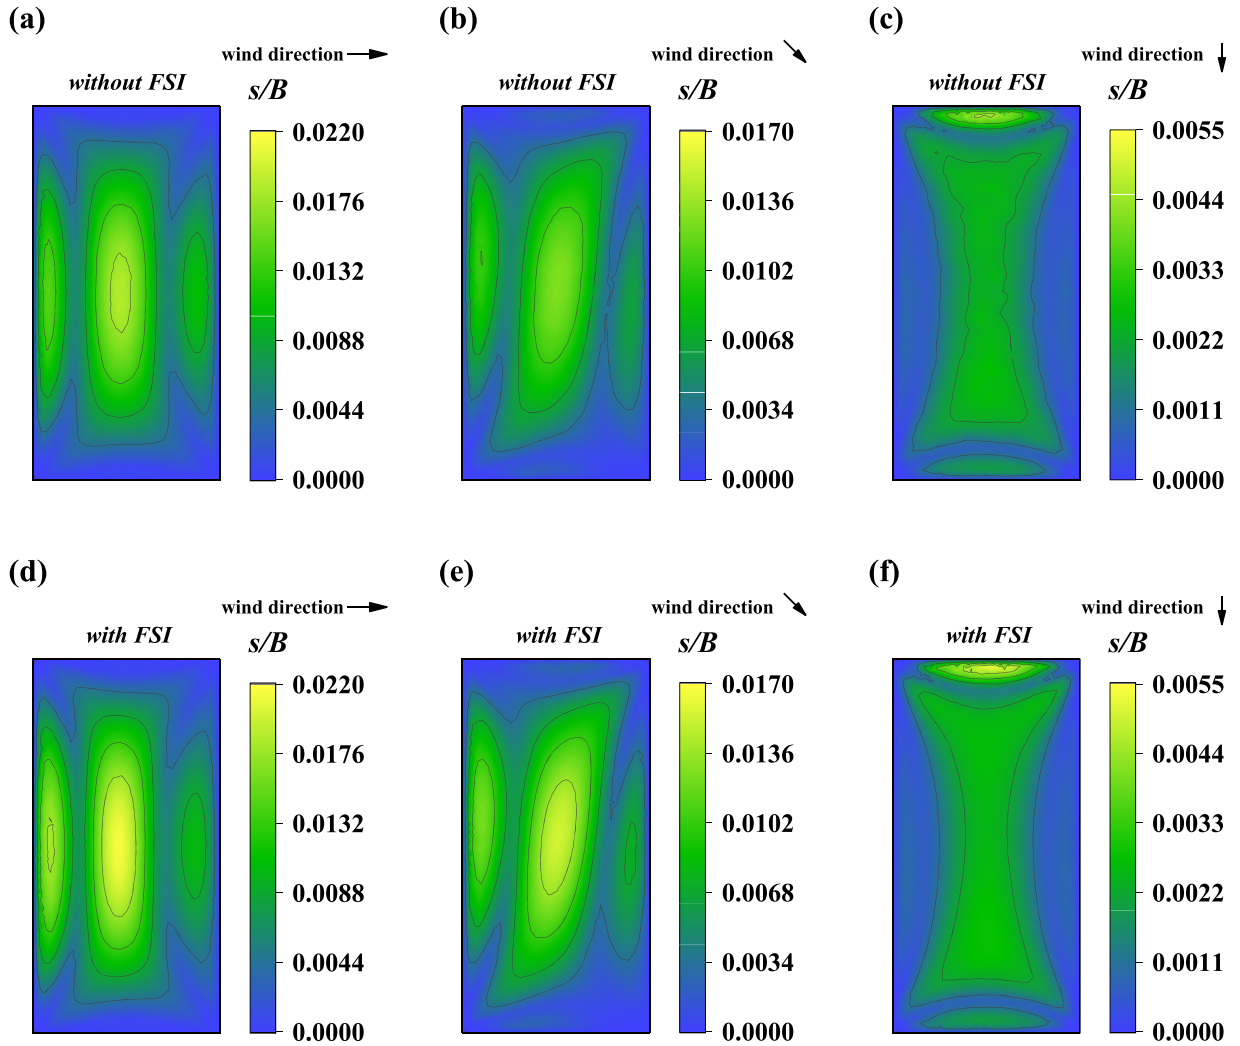 (a)
wind direction
without FSI
s/B
0.0220
0.0176
0.0132
0.0088
0.0044
0.0000
(b)
wind direction
without FSI
s/B
0.0170
0.0136
0.0102
0.0068
0.0034
0.0000
(c)
wind direction
without FSI
s/B
0.0055
0.0044
0.0033
0.0022
0.0011
0.0000
(d)
wind direction
with FSI
s/B
0.0220
0.0176
0.0132
0.0088
0.0044
0.0000
(e)
wind direction
with FSI
s/B
0.0170
0.0136
0.0102
0.0068
0.0034
0.0000
(f)
wind direction
with FSI
s/B
0.0055
0.0044
0.0033
0.0022
0.0011
0.0000